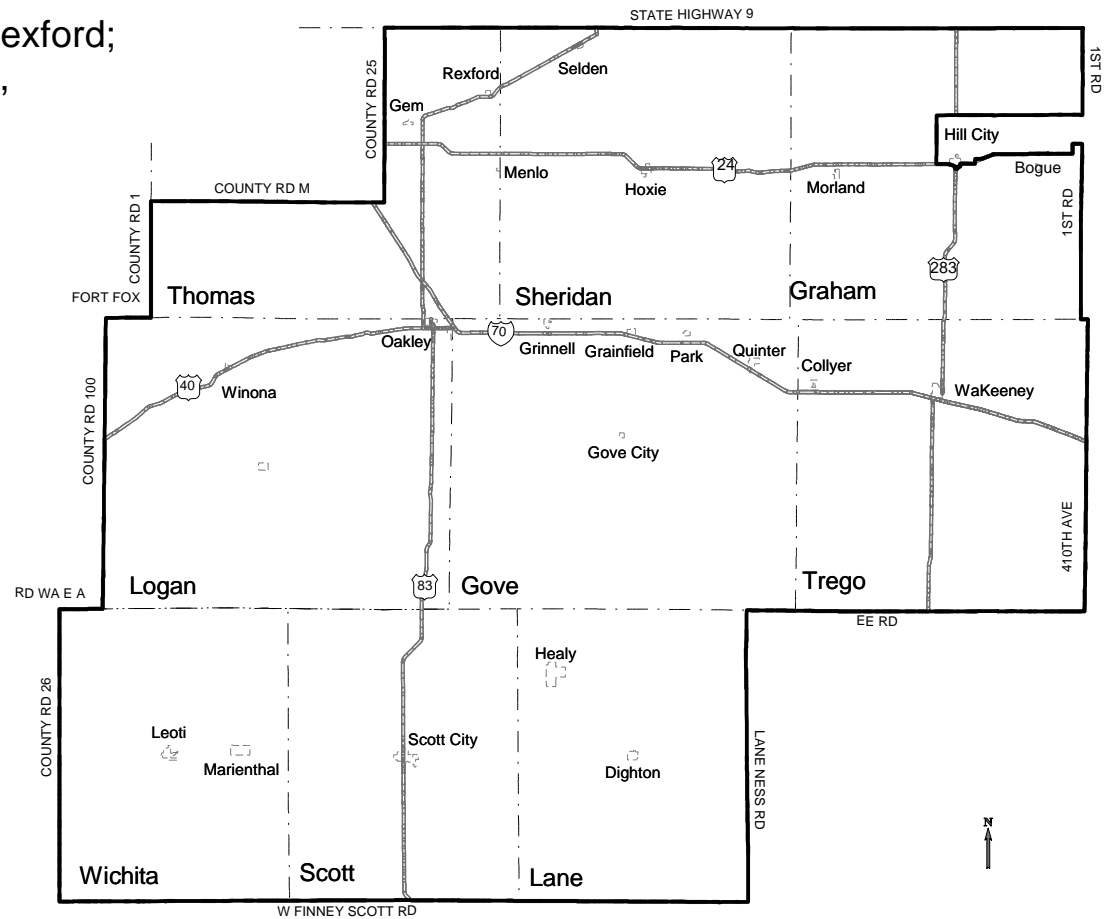 exford;
,
STATE HIGHWAY 9
1ST RD
COUNTY RD 25
Rexford
Selden
Gem
Hill City
Menlo
Hoxie
24
Morland
Bogue
COUNTY RD M
COUNTY RD 1
1ST RD
283
FORT FOX
Thomas
Sheridan
Graham
Oakley
70
Grinnell
Grainfield
Park
Quinter
Collyer
WaKeeney
40
Winona
COUNTY RD 100
Gove City
410TH AVE
RD WA E A
Logan
83
Gove
Trego
EE RD
Healy
COUNTY RD 26
Leoti
Marienthal
Scott City
Dighton
LANE NESS RD
N
Wichita
Scott
Lane
W FINNEY SCOTT RD